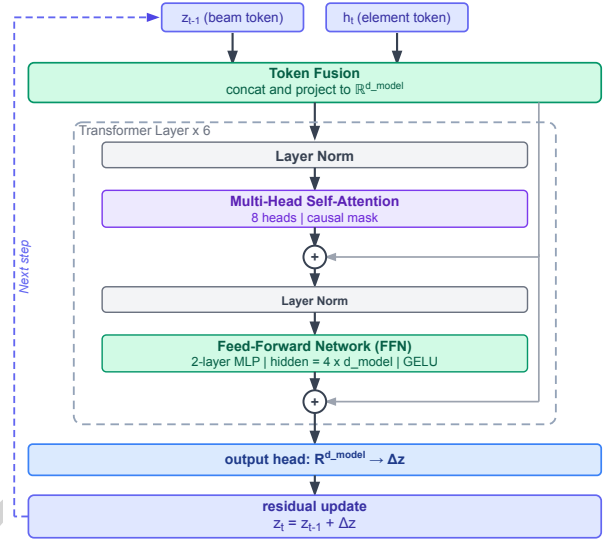 z_{t-1} (beam token)
h_t (element token)
Token Fusion
concat and project to ℝ^{d_model}
Transformer Layer x 6
Layer Norm
Multi-Head Self-Attention
8 heads | causal mask
+
Layer Norm
Feed-Forward Network (FFN)
2-layer MLP | hidden = 4 x d_model | GELU
+
output head: R^{d_model} → Δz
residual update
z_t = z_{t-1} + Δz
Next step